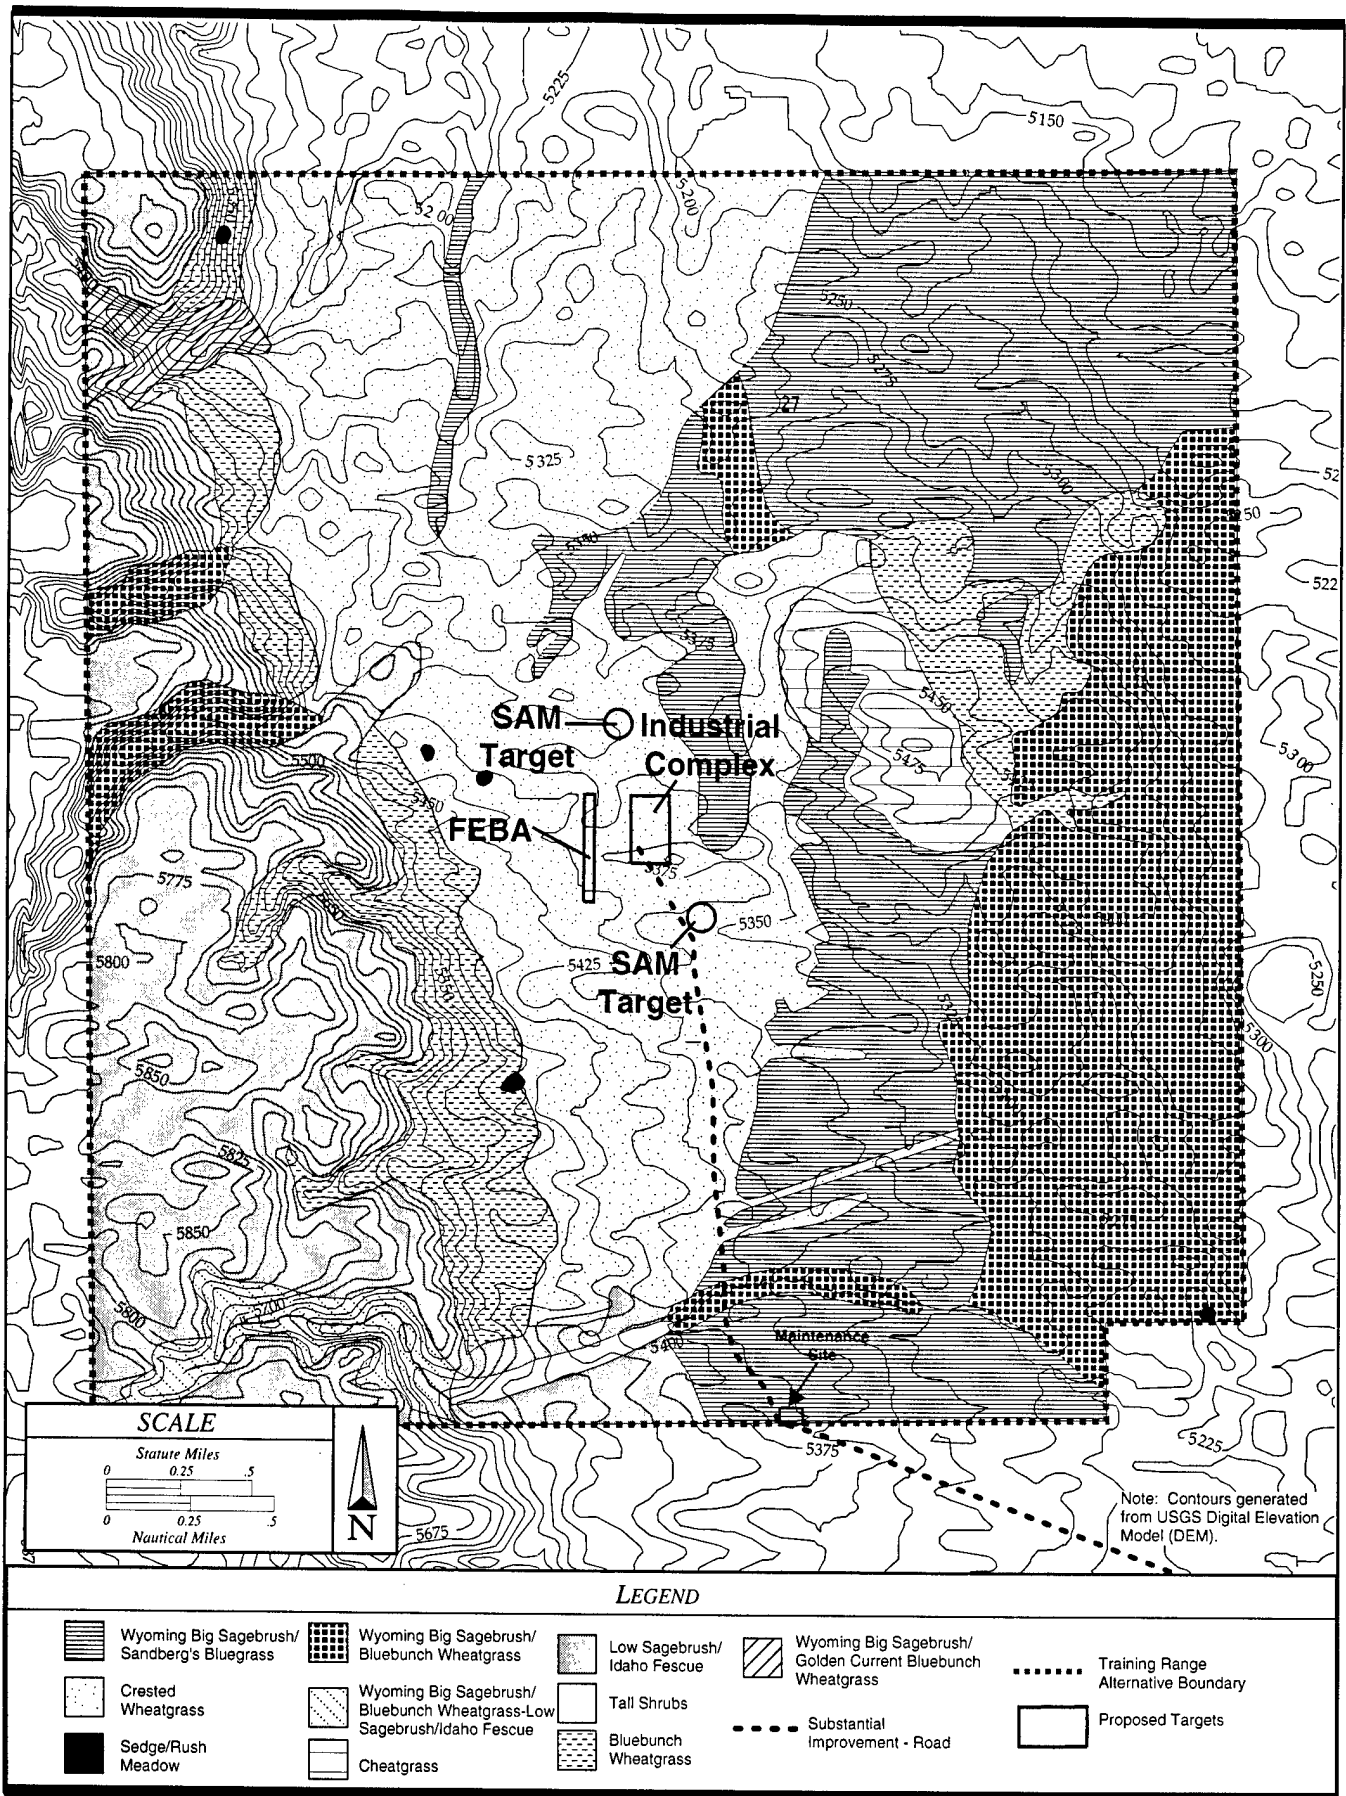 5225
5150
5200
5200
5250
5275
27
5325
5300
52
5350
522
5375
5450
SAM
Target
Industrial
Complex
5300
5475
5500
5450
FEBA
5375
5775
5350
5800
5425
SAM
Target
5250
5300
5850
5825
5850
5800
5700
5400
Maintenance
Site
SCALE
Stature Miles
0 0.25 .5
0 0.25 .5
Nautical Miles
N
5375
5225
5675
Note: Contours generated
from USGS Digital Elevation
Model (DEM).
LEGEND
Wyoming Big Sagebrush/
Sandberg's Bluegrass
Crested
Wheatgrass
Sedge/Rush
Meadow
Wyoming Big Sagebrush/
Bluebunch Wheatgrass
Wyoming Big Sagebrush/
Bluebunch Wheatgrass-Low
Sagebrush/Idaho Fescue
Cheatgrass
Low Sagebrush/
Idaho Fescue
Tall Shrubs
Bluebunch
Wheatgrass
Wyoming Big Sagebrush/
Golden Current Bluebunch
Wheatgrass
Substantial
Improvement - Road
Training Range
Alternative Boundary
Proposed Targets